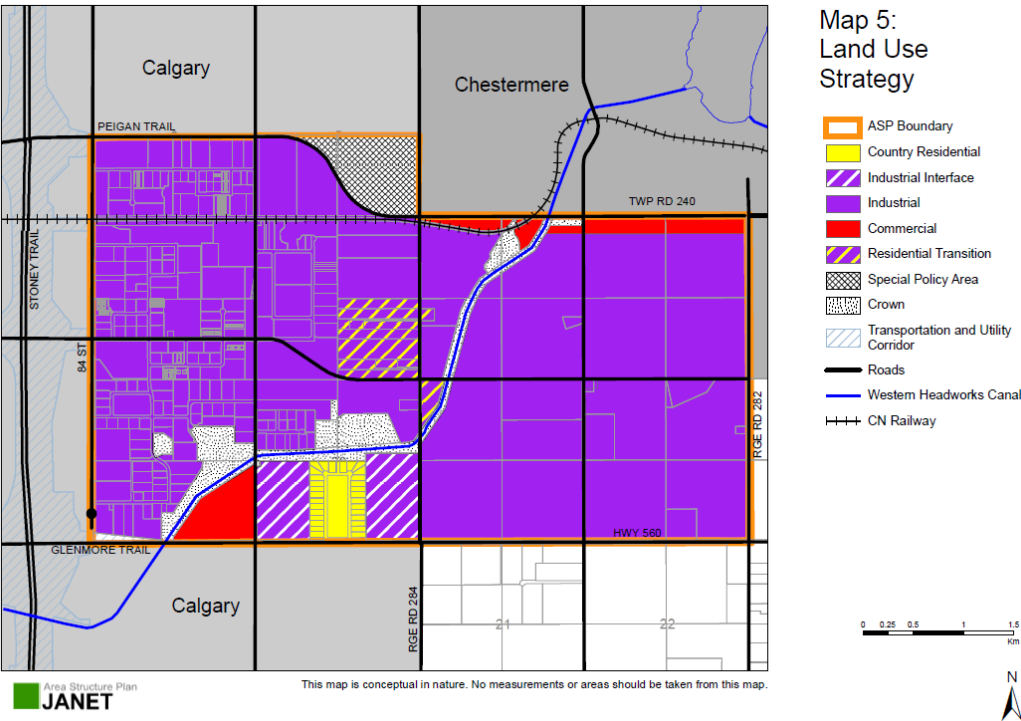 Map 5:
Land Use
Strategy
Calgary
Chestermere
PEIGAN TRAIL
TWP RD 240
STONEY TRAIL
84 ST
RGE RD 282
HWY 560
GLENMORE TRAIL
Calgary
RGE RD 284
21
22
ASP Boundary
Country Residential
Industrial Interface
Industrial
Commercial
Residential Transition
Special Policy Area
Crown
Transportation and Utility
Corridor
Roads
Western Headworks Canal
CN Railway
0 0.25 0.5 1 1.5
Km
N
Area Structure Plan
JANET
This map is conceptual in nature. No measurements or areas should be taken from this map.